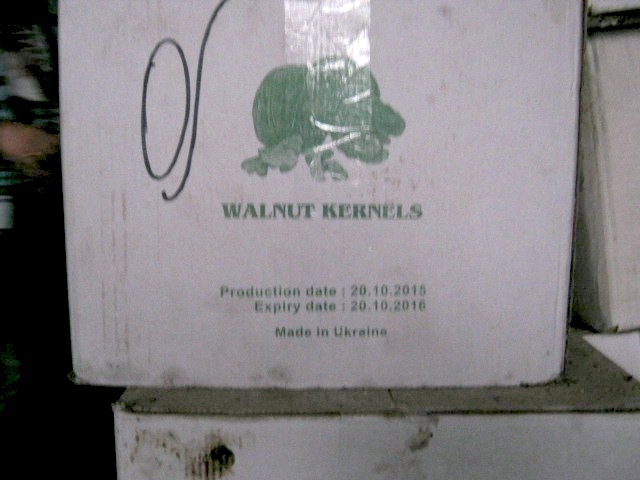 WALNUT KERNELS
Production date : 20.10.2015
Expiry date : 20.10.2016
Made in Ukraine